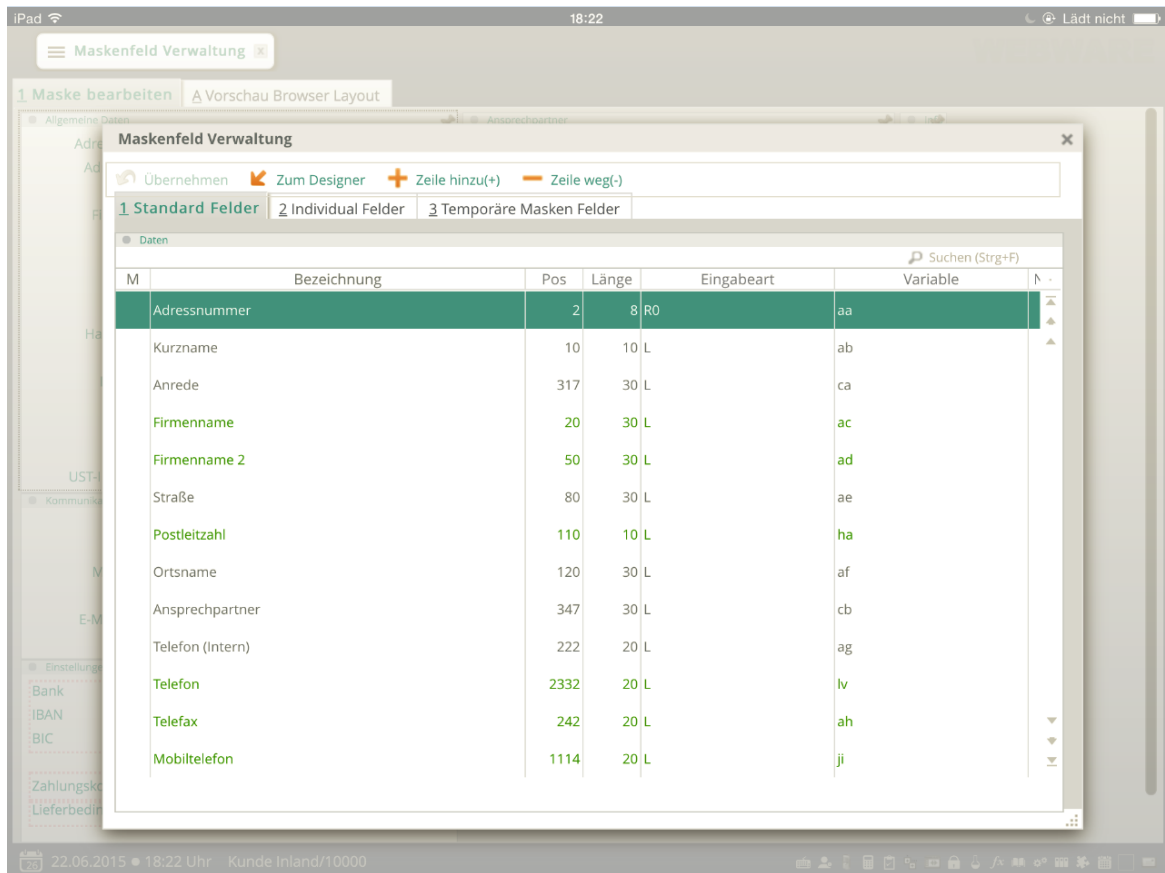 iPad 18:22 Lädt nicht
Maskenfeld Verwaltung x
1 Maske bearbeiten A Vorschau Browser Layout
Allgemeine Daten Ansprechpartner
Maskenfeld Verwaltung
Übernehmen Zum Designer Zeile hinzu(+) Zeile weg(-)
1 Standard Felder 2 Individual Felder 3 Temporäre Masken Felder
Daten
Suchen (Strg+F)
M Bezeichnung Pos Länge Eingabeart Variable
Adressnummer 2 8 R0 aa
Kurzname 10 10 L ab
Anrede 317 30 L ca
Firmenname 20 30 L ac
Firmenname 2 50 30 L ad
Straße 80 30 L ae
Postleitzahl 110 10 L ha
Ortsname 120 30 L af
Ansprechpartner 347 30 L cb
Telefon (Intern) 222 20 L ag
Telefon 2332 20 L lv
Telefax 242 20 L ah
Mobiltelefon 1114 20 L ji
UST-I
E-M
Bank
IBAN
BIC
Zahlungsko
Lieferbedin
22.06.2015 ● 18:22 Uhr Kunde Inland/10000